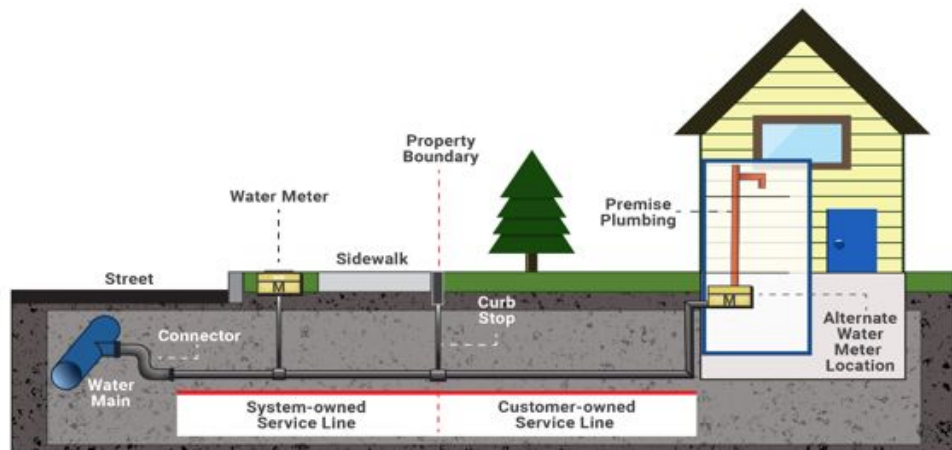 Property
Boundary
Water Meter
Premise
Plumbing
Sidewalk
Street
M
M
Curb
Stop
Connector
Alternate
Water
Meter
Location
Water
Main
System-owned
Service Line
Customer-owned
Service Line